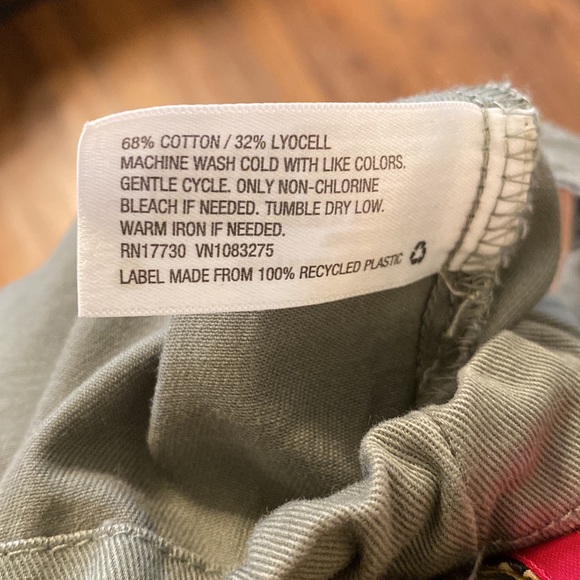 68% COTTON / 32% LYOCELL
MACHINE WASH COLD WITH LIKE COLORS.
GENTLE CYCLE. ONLY NON-CHLORINE
BLEACH IF NEEDED. TUMBLE DRY LOW.
WARM IRON IF NEEDED.
RN17730 VN1083275
LABEL MADE FROM 100% RECYCLED PLASTIC